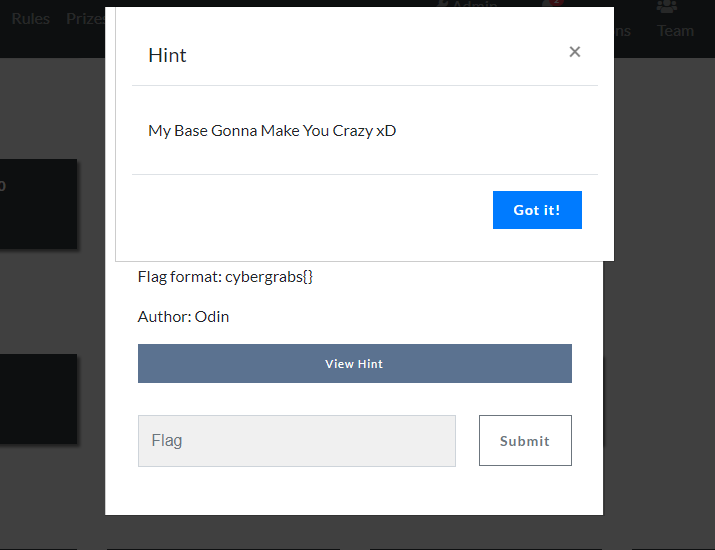 Rules Prizes Admin
ns Team
Hint ×
0
My Base Gonna Make You Crazy xD
Got it!
Flag format: cybergrabs{}
Author: Odin
View Hint
Flag Submit